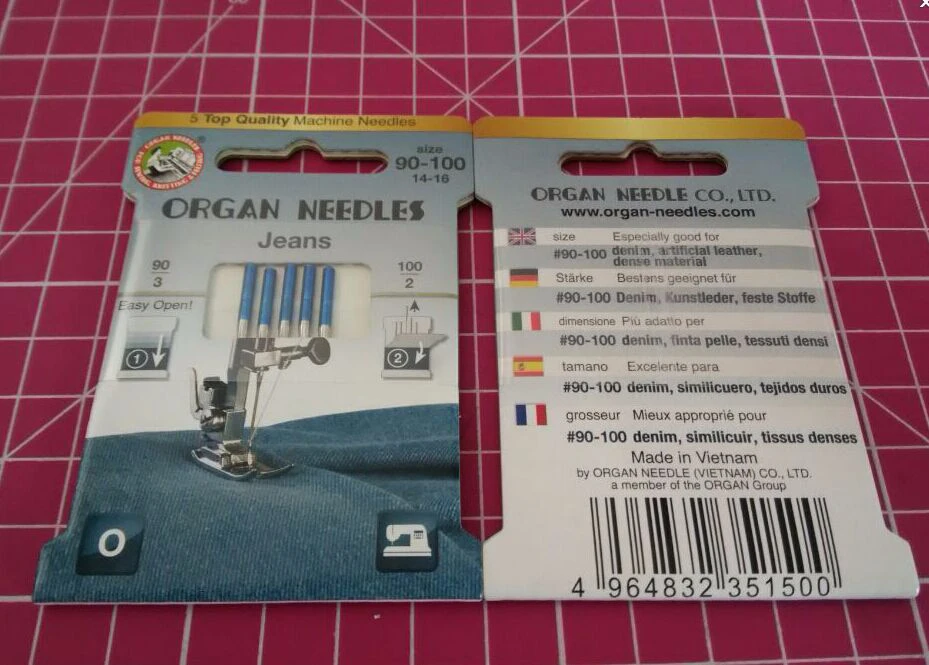 5 Top Quality Machine Needles
size
90-100
14-16
ORGAN NEEDLES
Jeans
90
3
100
2
Easy Open!
1
2
O
ORGAN NEEDLE CO., LTD.
www.organ-needles.com
size Especially good for
#90-100 denim, artificial leather,
dense material
Stärke Bestens geeignet für
#90-100 Denim, Kunstleder, feste Stoffe
dimensione Più adatto per
#90-100 denim, finta pelle, tessuti densi
tamano Excelente para
#90-100 denim, similicuero, tejidos duros
grosseur Mieux approprié pour
#90-100 denim, similicuir, tissus denses
Made in Vietnam
by ORGAN NEEDLE (VIETNAM) CO., LTD.
a member of the ORGAN Group
4 964832 351500